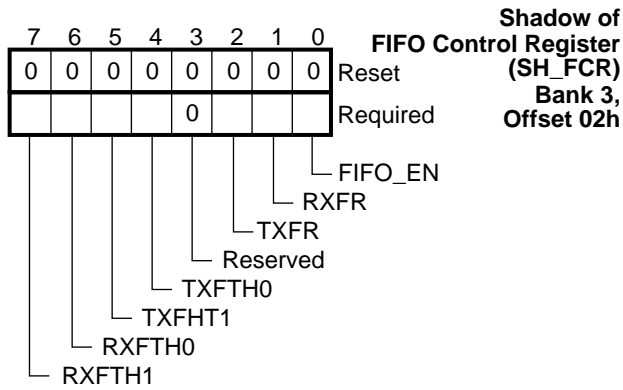 Shadow of
FIFO Control Register
(SH_FCR)
Bank 3,
Offset 02h
7 6 5 4 3 2 1 0
0 0 0 0 0 0 0 0 Reset
0 Required
FIFO_EN
RXFR
TXFR
Reserved
TXFTH0
TXFHT1
RXFTH0
RXFTH1